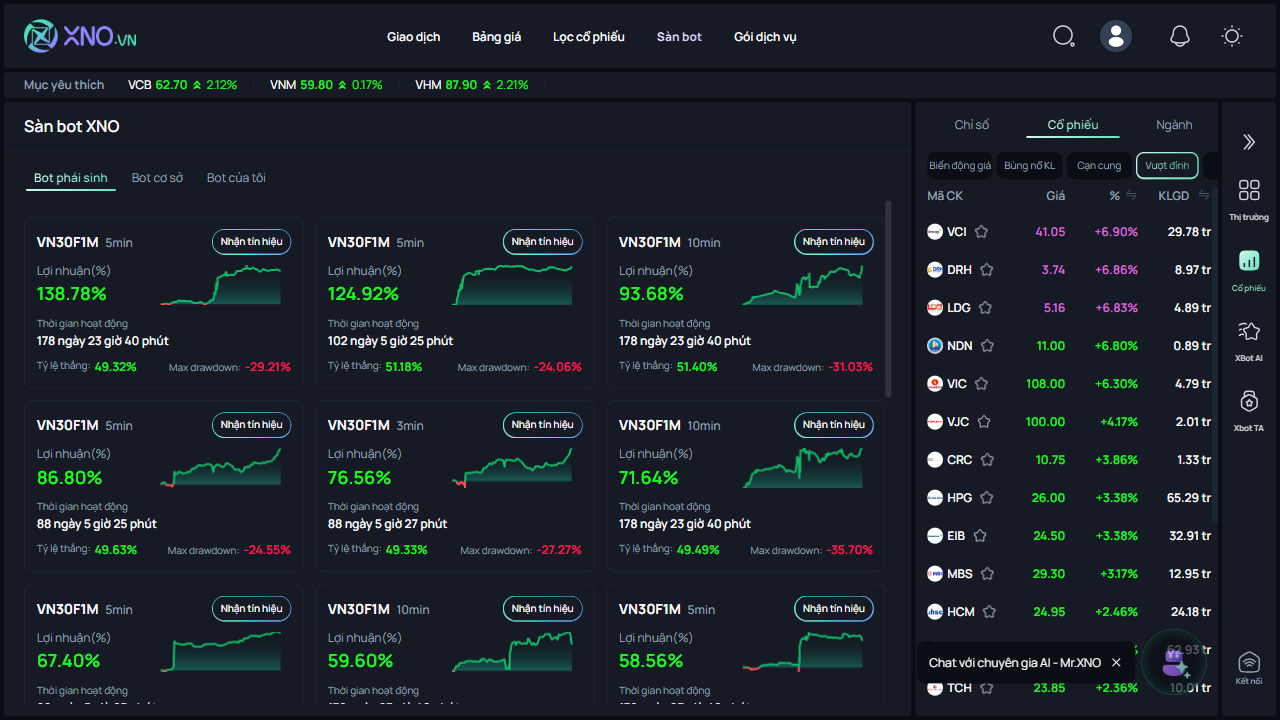 XNO.VN
Giao dịch Bảng giá Lọc cổ phiếu Sàn bot Gói dịch vụ
Mục yêu thích VCB 62.70 2.12% VNM 59.80 0.17% VHM 87.90 2.21%
Sàn bot XNO
Bot phái sinh Bot cơ sở Bot của tôi
VN30F1M 5min Nhận tín hiệu
Lợi nhuận(%)
138.78%
Thời gian hoạt động
178 ngày 23 giờ 40 phút
Tỷ lệ thắng: 49.32% Max drawdown: -29.21%
VN30F1M 5min Nhận tín hiệu
Lợi nhuận(%)
124.92%
Thời gian hoạt động
102 ngày 5 giờ 25 phút
Tỷ lệ thắng: 51.18% Max drawdown: -24.06%
VN30F1M 10min Nhận tín hiệu
Lợi nhuận(%)
93.68%
Thời gian hoạt động
178 ngày 23 giờ 40 phút
Tỷ lệ thắng: 51.40% Max drawdown: -31.03%
VN30F1M 5min Nhận tín hiệu
Lợi nhuận(%)
86.80%
Thời gian hoạt động
88 ngày 5 giờ 25 phút
Tỷ lệ thắng: 49.63% Max drawdown: -24.55%
VN30F1M 3min Nhận tín hiệu
Lợi nhuận(%)
76.56%
Thời gian hoạt động
88 ngày 5 giờ 27 phút
Tỷ lệ thắng: 49.33% Max drawdown: -27.27%
VN30F1M 10min Nhận tín hiệu
Lợi nhuận(%)
71.64%
Thời gian hoạt động
178 ngày 23 giờ 40 phút
Tỷ lệ thắng: 49.49% Max drawdown: -35.70%
VN30F1M 5min Nhận tín hiệu
Lợi nhuận(%)
67.40%
Thời gian hoạt động
VN30F1M 10min Nhận tín hiệu
Lợi nhuận(%)
59.60%
Thời gian hoạt động
VN30F1M 5min Nhận tín hiệu
Lợi nhuận(%)
58.56%
Thời gian hoạt động
Chỉ số Cổ phiếu Ngành
Biến động giá Bùng nổ KL Cạn cung Vượt đỉnh
Mã CK Giá % KLGD
VCI 41.05 +6.90% 29.78 tr
DRH 3.74 +6.86% 8.97 tr
LDG 5.16 +6.83% 4.89 tr
NDN 11.00 +6.80% 0.89 tr
VIC 108.00 +6.30% 4.79 tr
VJC 100.00 +4.17% 2.01 tr
CRC 10.75 +3.86% 1.33 tr
HPG 26.00 +3.38% 65.29 tr
EIB 24.50 +3.38% 32.91 tr
MBS 29.30 +3.17% 12.95 tr
HCM 24.95 +2.46% 24.18 tr
62.93 tr
Chat với chuyên gia AI - Mr.XNO
TCH 23.85 +2.36% 10.01 tr
Thị trường
Cổ phiếu
XBot AI
Xbot TA
Kết nối